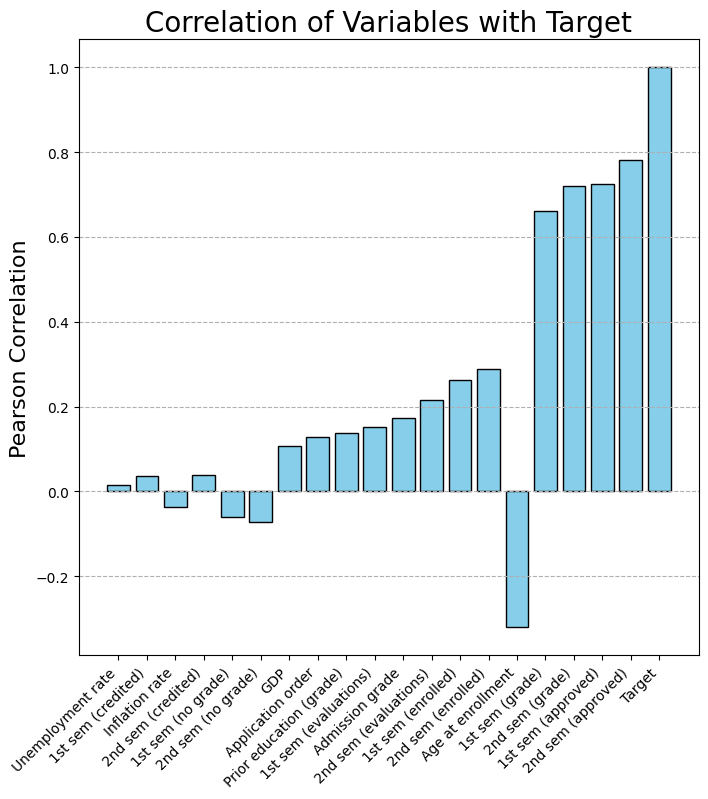 Correlation of Variables with Target
Pearson Correlation
1.0
0.8
0.6
0.4
0.2
0.0
−0.2
Unemployment rate
1st sem (credited)
Inflation rate
2nd sem (credited)
1st sem (no grade)
2nd sem (no grade)
GDP
Application order
Prior education (grade)
1st sem (evaluations)
Admission grade
2nd sem (evaluations)
1st sem (enrolled)
2nd sem (enrolled)
Age at enrollment
1st sem (grade)
2nd sem (grade)
1st sem (approved)
2nd sem (approved)
Target